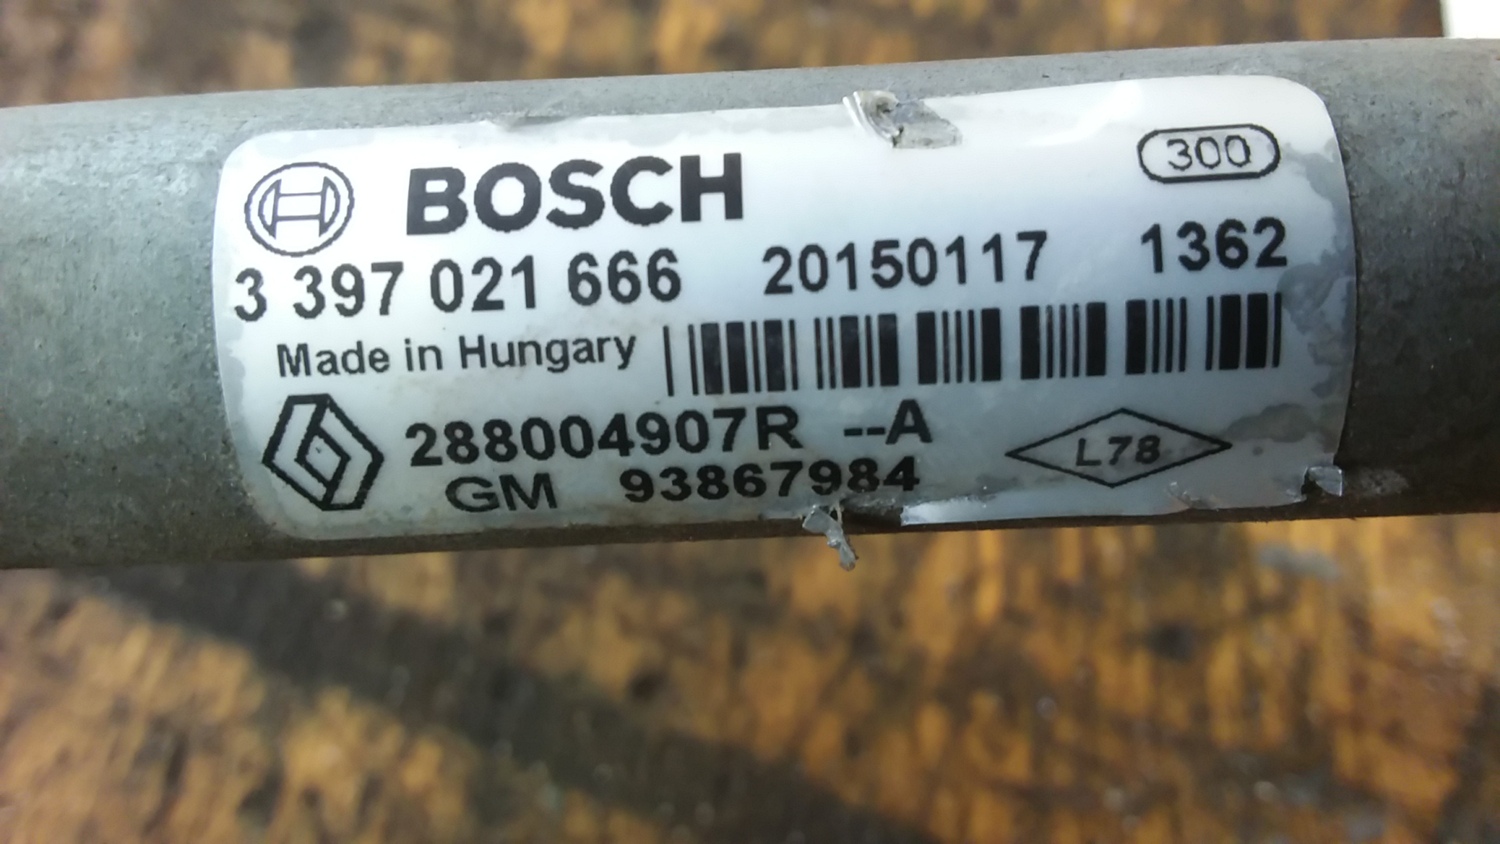 BOSCH 300
3 397 021 666 20150117 1362
Made in Hungary
288004907R --A L78
GM 93867984